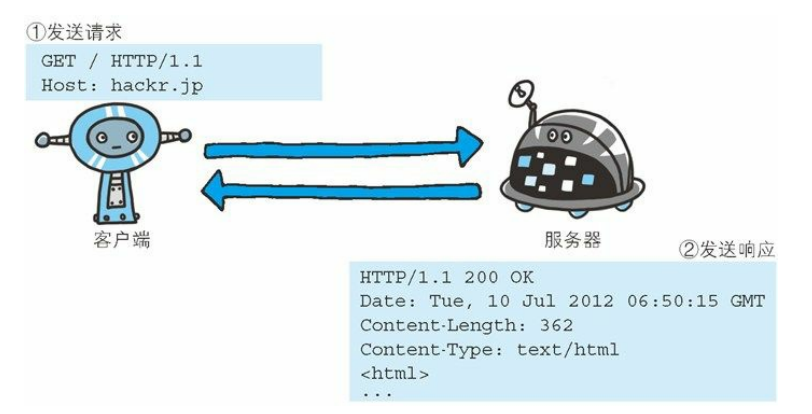 ①发送请求
GET / HTTP/1.1
Host: hackr.jp
客户端
服务器
②发送响应
HTTP/1.1 200 OK
Date: Tue, 10 Jul 2012 06:50:15 GMT
Content-Length: 362
Content-Type: text/html
<html>
...